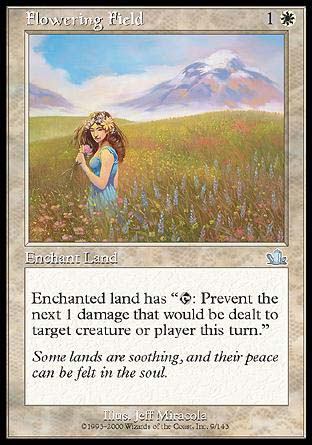 Flowering Field 1
Enchant Land
Enchanted land has “: Prevent the
next 1 damage that would be dealt to
target creature or player this turn.”
Some lands are soothing, and their peace
can be felt in the soul.
Illus. Jeff Miracola
©1993-2000 Wizards of the Coast, Inc. 9/143